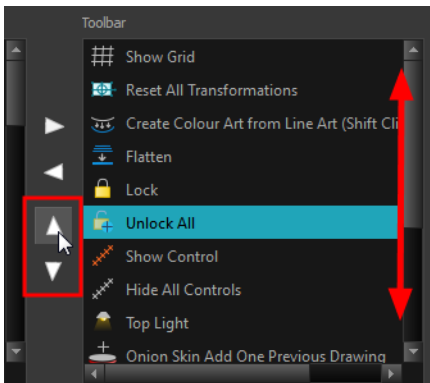 Toolbar
Show Grid
Reset All Transformations
Create Colour Art from Line Art (Shift Cli
Flatten
Lock
Unlock All
Show Control
Hide All Controls
Top Light
Onion Skin Add One Previous Drawing